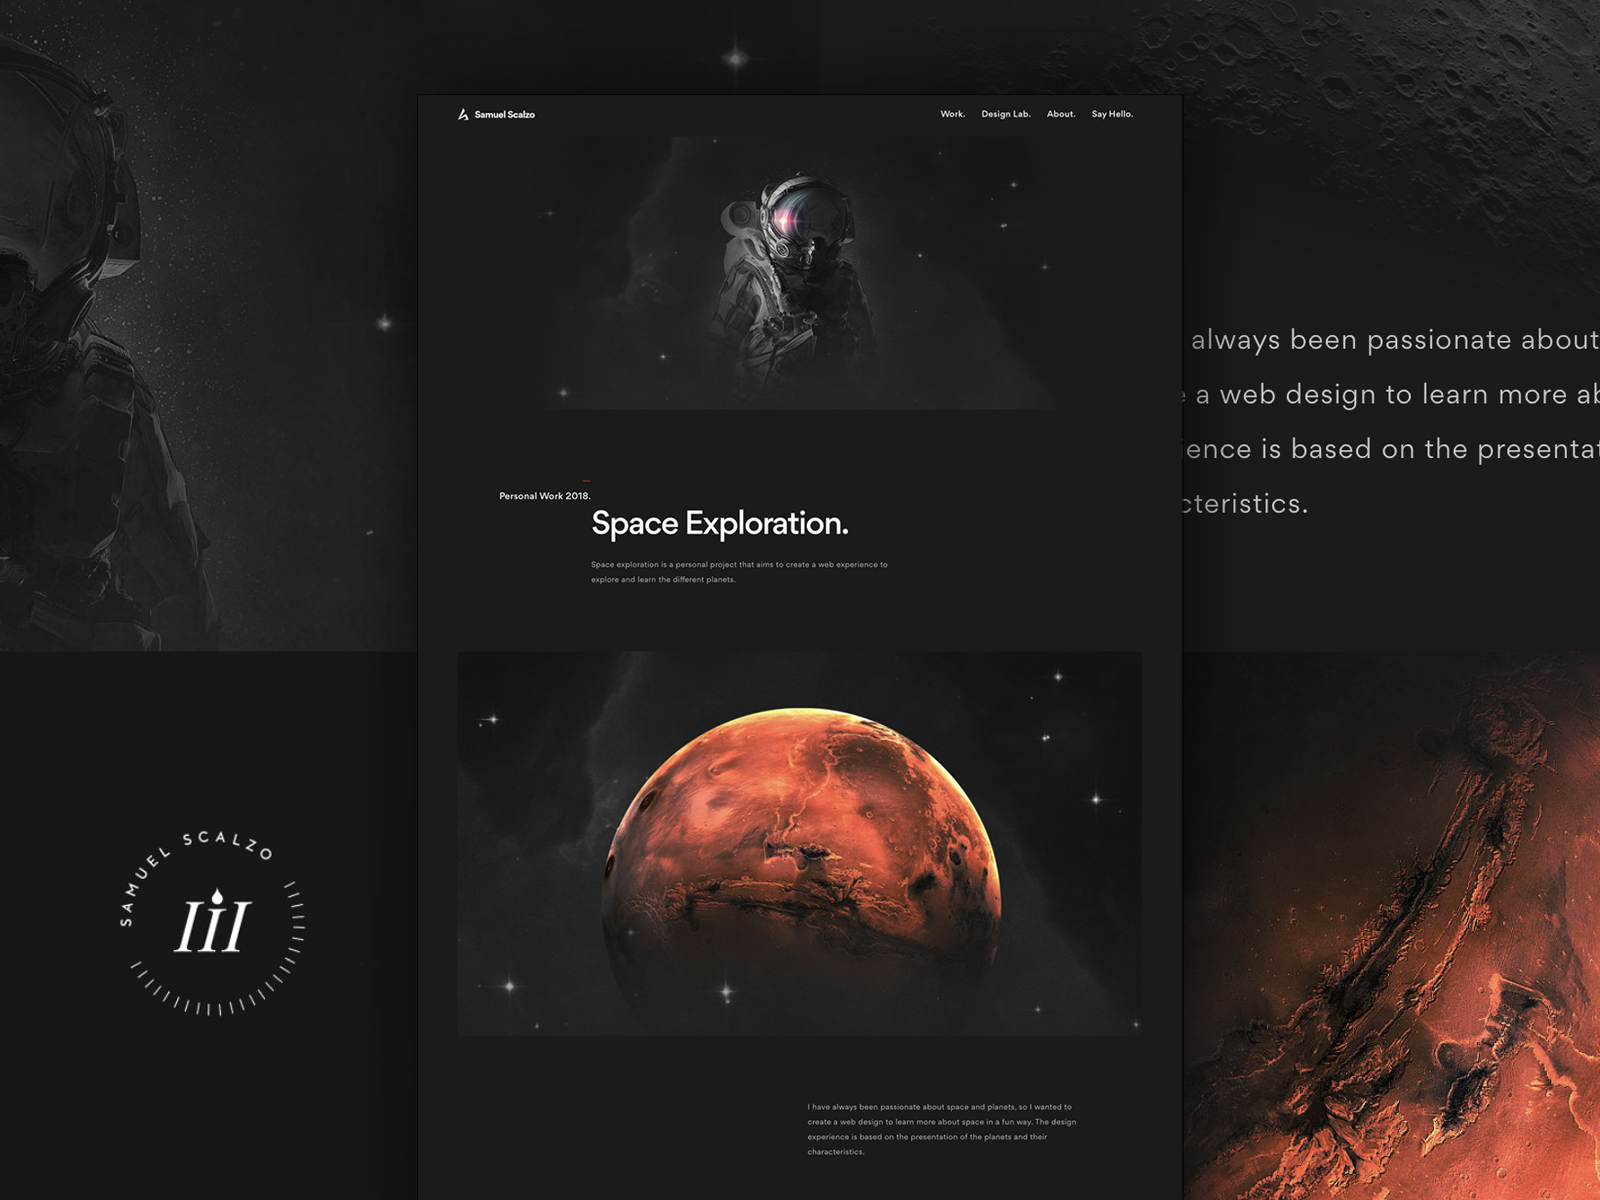 Samuel Scalzo
Work. Design Lab. About. Say Hello.
always been passionate about
a web design to learn more
ience is based on the presentat
cteristics.
Personal Work 2018.
Space Exploration.
Space exploration is a personal project that aims to create a web experience to
explore and learn the different planets.
SAMUEL SCALZO
IiI
I have always been passionate about space and planets, so I wanted to
create a web design to learn more about space in a fun way. The design
experience is based on the presentation of the planets and their
characteristics.